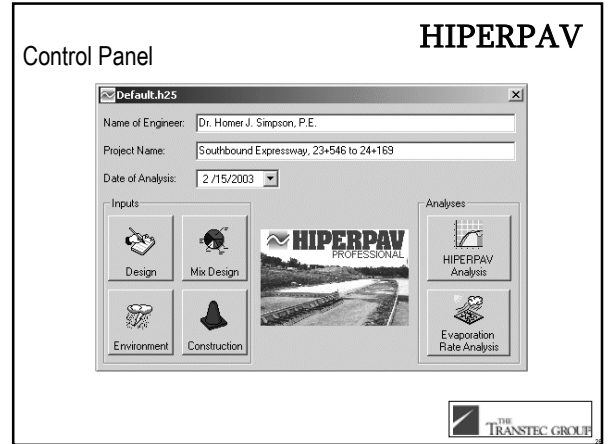 HIPERPAV
Control Panel
Default.h25
Name of Engineer: Dr. Homer J. Simpson, P.E.
Project Name: Southbound Expressway, 23+546 to 24+169
Date of Analysis: 2 /15/2003
Inputs
Analyses
Design
Mix Design
HIPERPAV
PROFESSIONAL
HIPERPAV
Analysis
Environment
Construction
Evaporation
Rate Analysis
THE
TRANSTEC GROUP